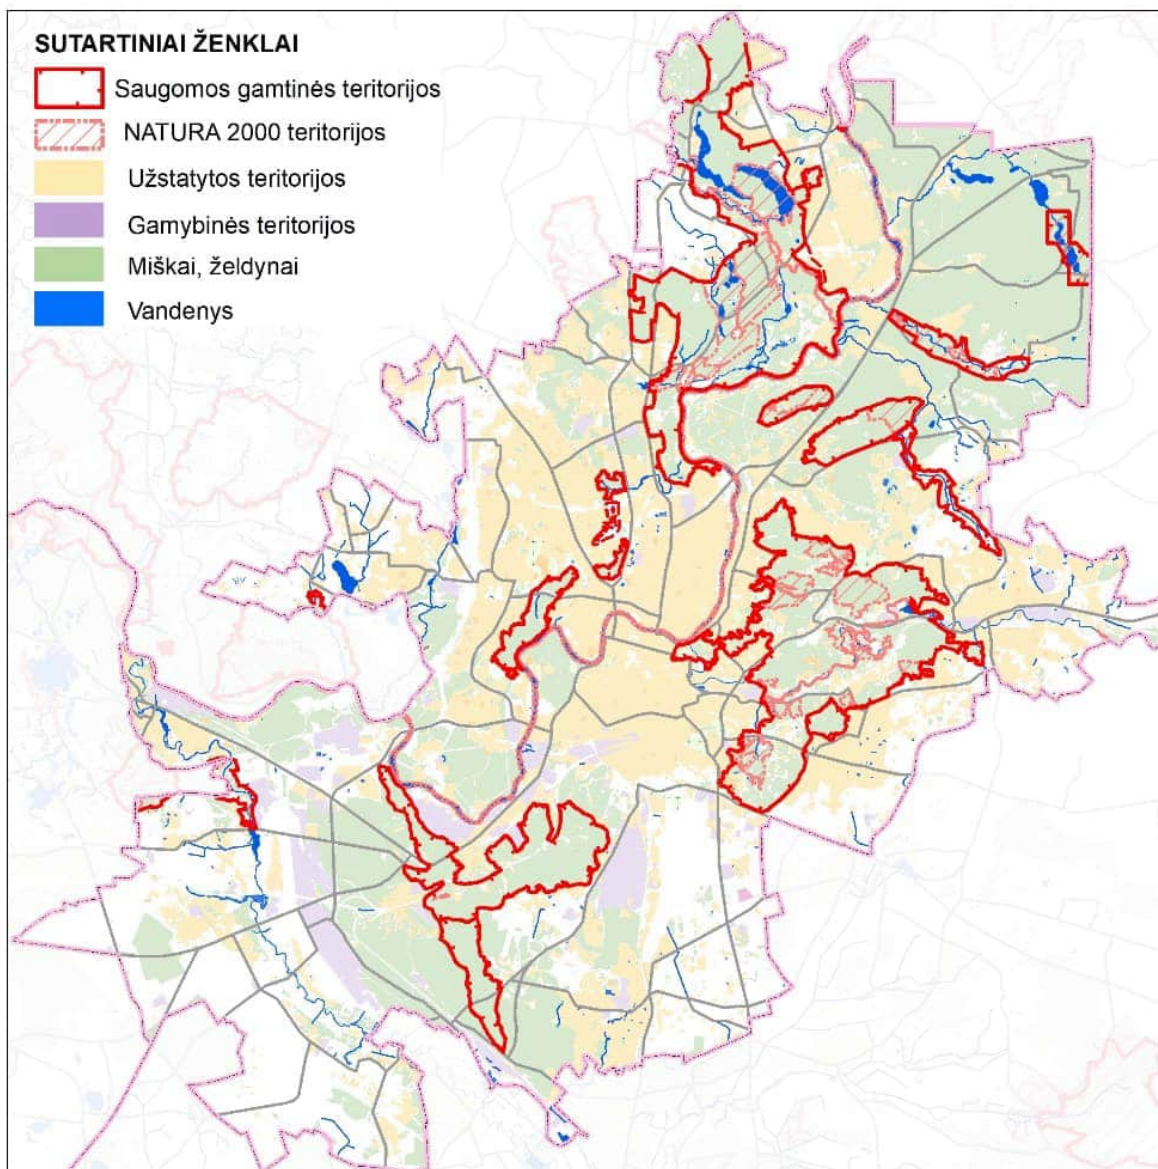 SUTARTINIAI ŽENKLAI
Saugomos gamtinės teritorijos
NATURA 2000 teritorijos
Užstatytos teritorijos
Gamybinės teritorijos
Miškai, želdynai
Vandenys